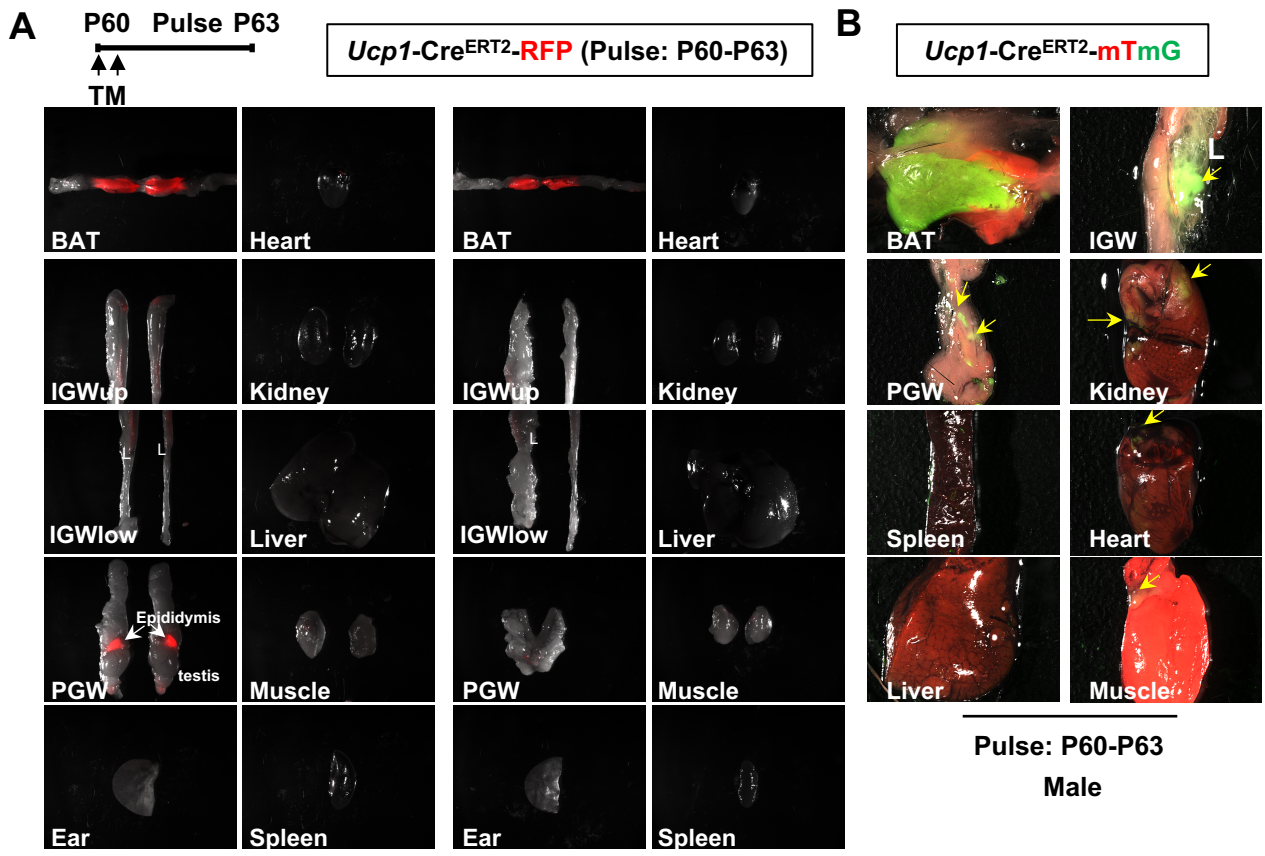 A
P60 Pulse P63
TM
Ucp1-CreERT2-RFP (Pulse: P60-P63)
BAT
Heart
BAT
Heart
IGWup
Kidney
IGWup
Kidney
L
L
L
IGWlow
Liver
IGWlow
Liver
Epididymis
testis
PGW
Muscle
PGW
Muscle
Ear
Spleen
Ear
Spleen
B
Ucp1-CreERT2-mTmG
L
BAT
IGW
PGW
Kidney
Spleen
Heart
Liver
Muscle
Pulse: P60-P63
Male